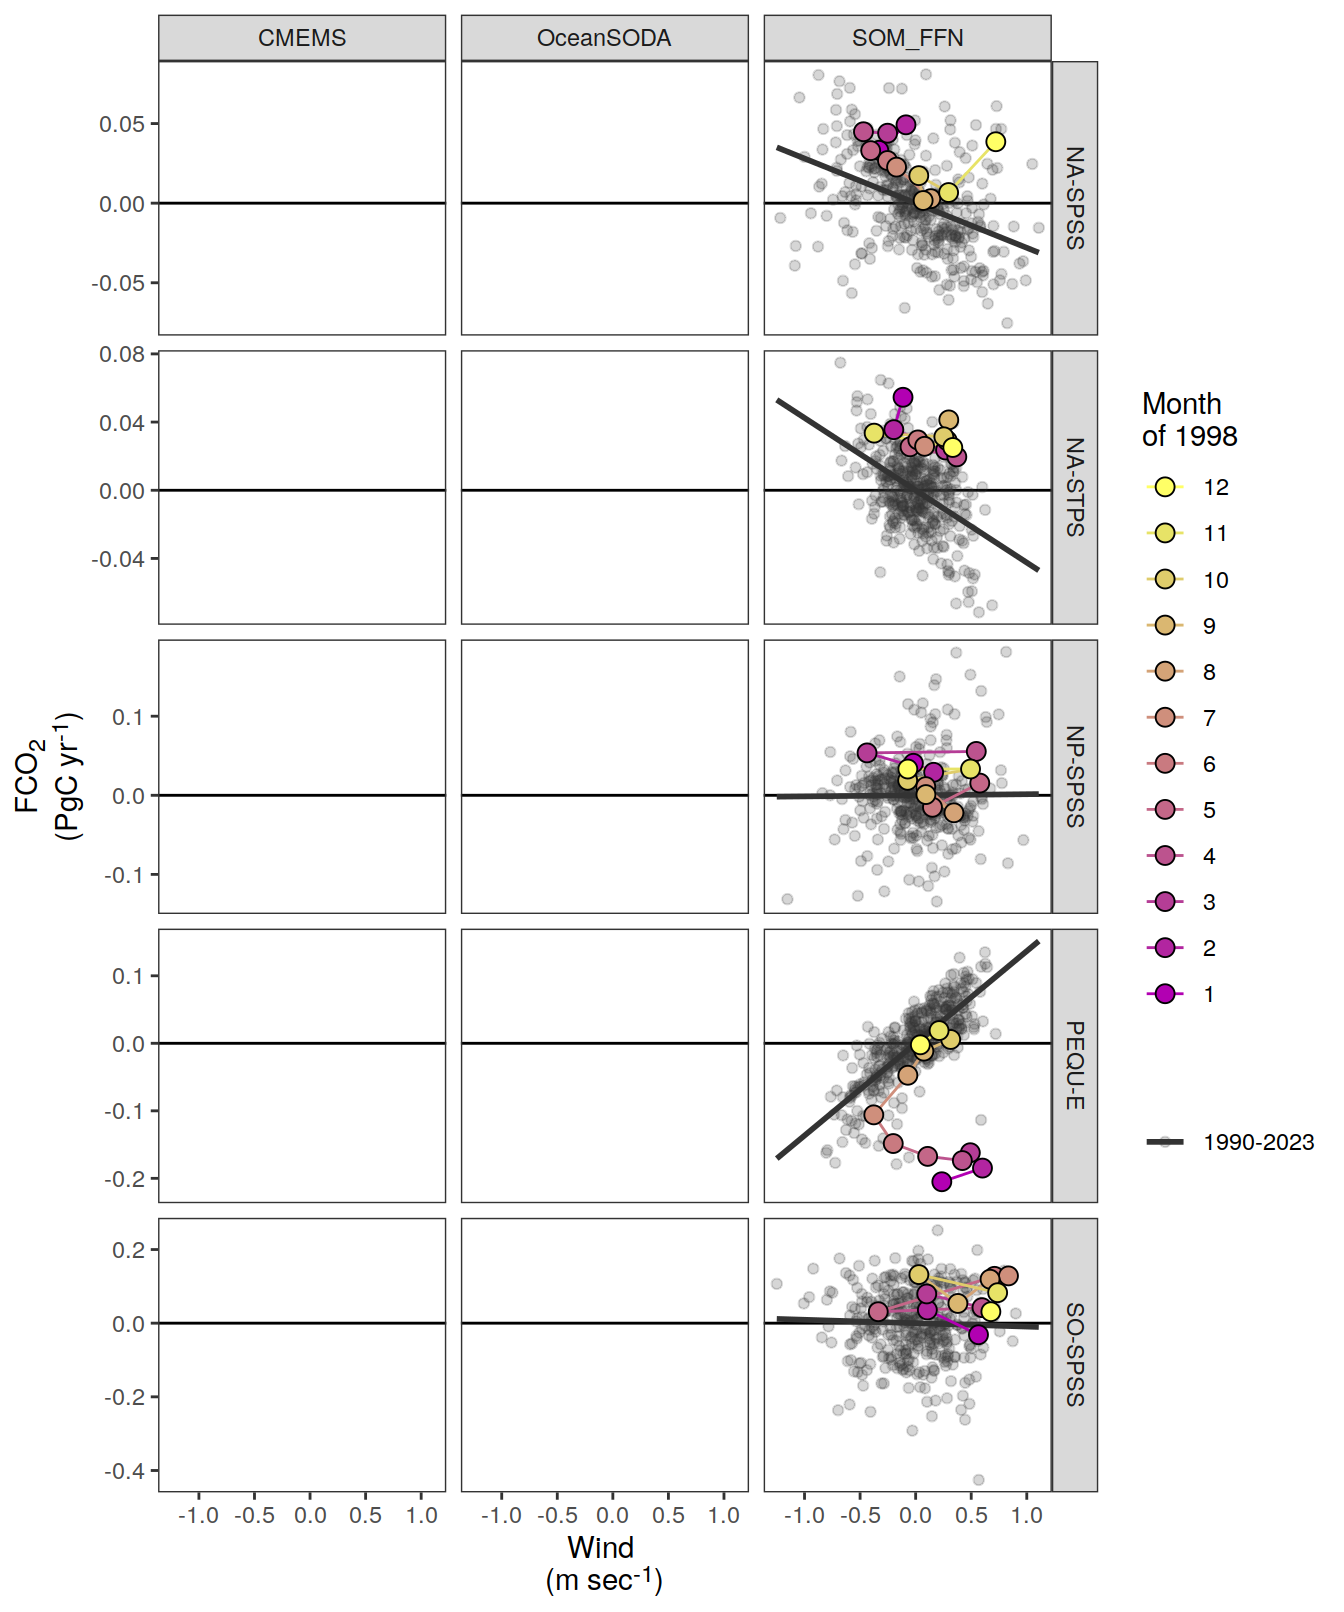 CMEMS
OceanSODA
SOM_FFN
0.05
0.00
-0.05
NA-SPSS
0.08
0.04
0.00
-0.04
NA-STPS
0.1
0.0
-0.1
NP-SPSS
0.1
0.0
-0.1
-0.2
PEQU-E
0.2
0.0
-0.2
-0.4
SO-SPSS
-1.0 -0.5 0.0 0.5 1.0
-1.0 -0.5 0.0 0.5 1.0
-1.0 -0.5 0.0 0.5 1.0
Wind
(m sec⁻¹)
FCO₂
(PgC yr⁻¹)
Month
of 1998
12
11
10
9
8
7
6
5
4
3
2
1
1990-2023